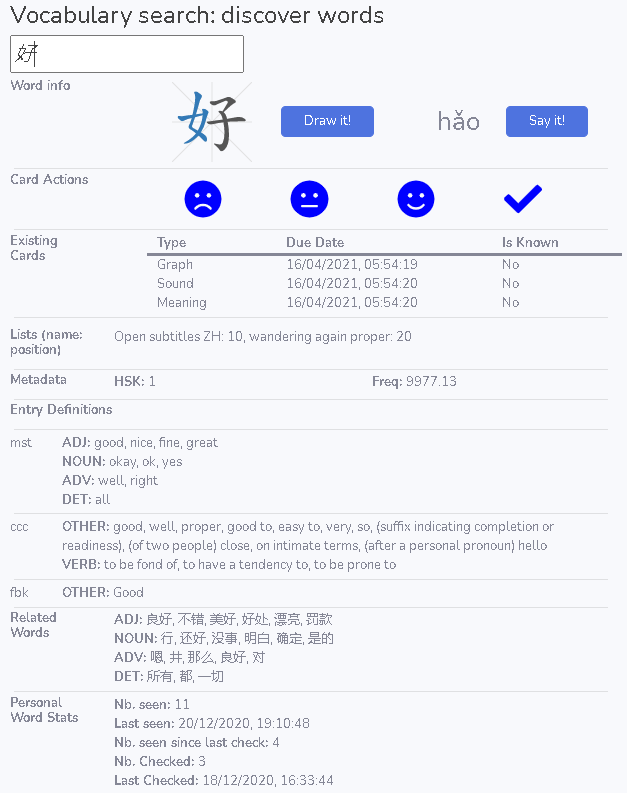 Vocabulary search: discover words
好
Word info
好 Draw it! hǎo Say it!
Card Actions
Existing Cards
Type Due Date Is Known
Graph 16/04/2021, 05:54:19 No
Sound 16/04/2021, 05:54:20 No
Meaning 16/04/2021, 05:54:20 No
Lists (name: position) Open subtitles ZH: 10, wandering again proper: 20
Metadata HSK: 1 Freq: 9977.13
Entry Definitions
mst ADJ: good, nice, fine, great
NOUN: okay, ok, yes
ADV: well, right
DET: all
ccc OTHER: good, well, proper, good to, easy to, very, so, (suffix indicating completion or
readiness), (of two people) close, on intimate terms, (after a personal pronoun) hello
VERB: to be fond of, to have a tendency to, to be prone to
fbk OTHER: Good
Related Words
ADJ: 良好, 不错, 美好, 好处, 漂亮, 罚款
NOUN: 行, 还好, 没事, 明白, 确定, 是的
ADV: 嗯, 井, 那么, 良好, 对
DET: 所有, 都, 一切
Personal Word Stats
Nb. seen: 11
Last seen: 20/12/2020, 19:10:48
Nb. seen since last check: 4
Nb. Checked: 3
Last Checked: 18/12/2020, 16:33:44